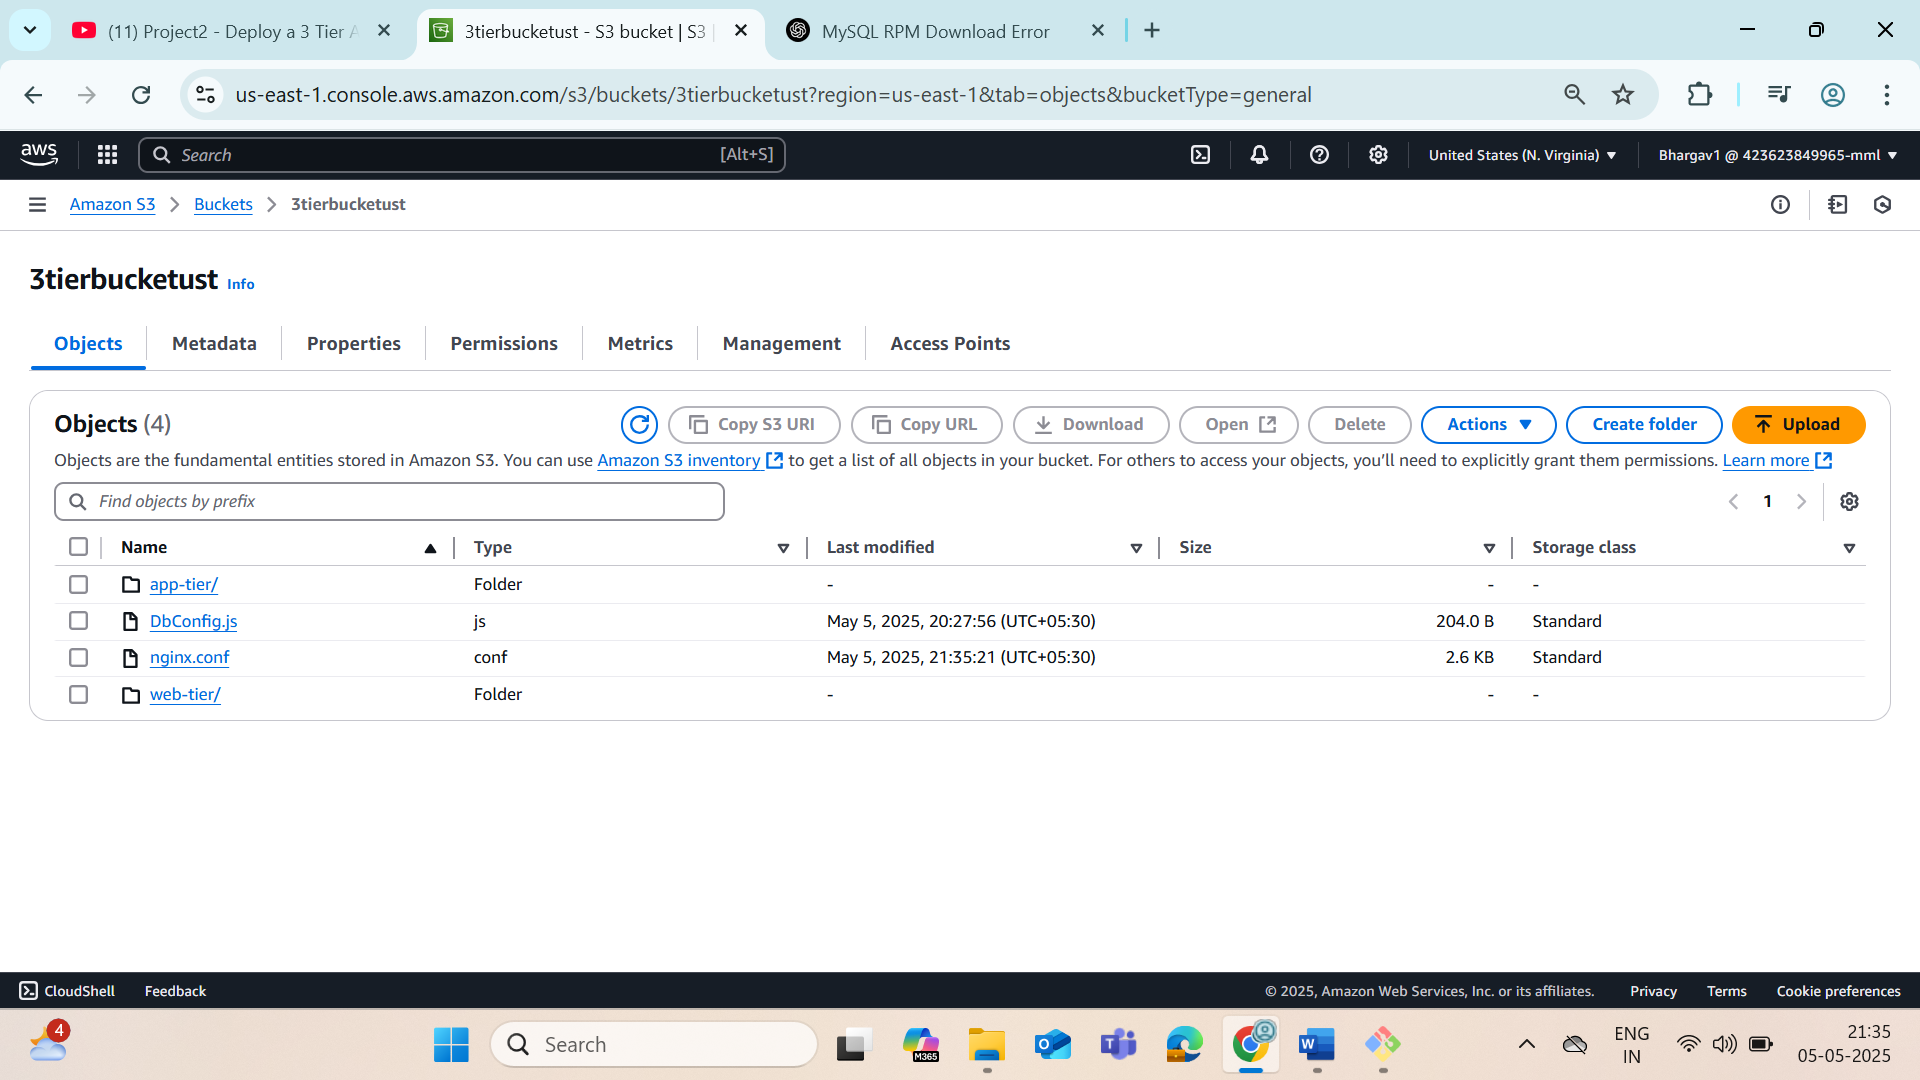 (11) Project2 - Deploy a 3 Tier A
3tierbucketust - S3 bucket | S3
MySQL RPM Download Error
us-east-1.console.aws.amazon.com/s3/buckets/3tierbucketust?region=us-east-1&tab=objects&bucketType=general
aws
Search
[Alt+S]
United States (N. Virginia)
Bhargav1 @ 423623849965-mml
Amazon S3
Buckets
3tierbucketust
3tierbucketust Info
Objects
Metadata
Properties
Permissions
Metrics
Management
Access Points
Objects (4)
Copy S3 URI
Copy URL
Download
Open
Delete
Actions
Create folder
Upload
Objects are the fundamental entities stored in Amazon S3. You can use Amazon S3 inventory to get a list of all objects in your bucket. For others to access your objects, you'll need to explicitly grant them permissions. Learn more
Find objects by prefix
1
Name Type Last modified Size Storage class
app-tier/ Folder - - -
DbConfig.js js May 5, 2025, 20:27:56 (UTC+05:30) 204.0 B Standard
nginx.conf conf May 5, 2025, 21:35:21 (UTC+05:30) 2.6 KB Standard
web-tier/ Folder - - -
CloudShell
Feedback
© 2025, Amazon Web Services, Inc. or its affiliates.
Privacy
Terms
Cookie preferences
4
Search
M365
ENG
IN
21:35
05-05-2025